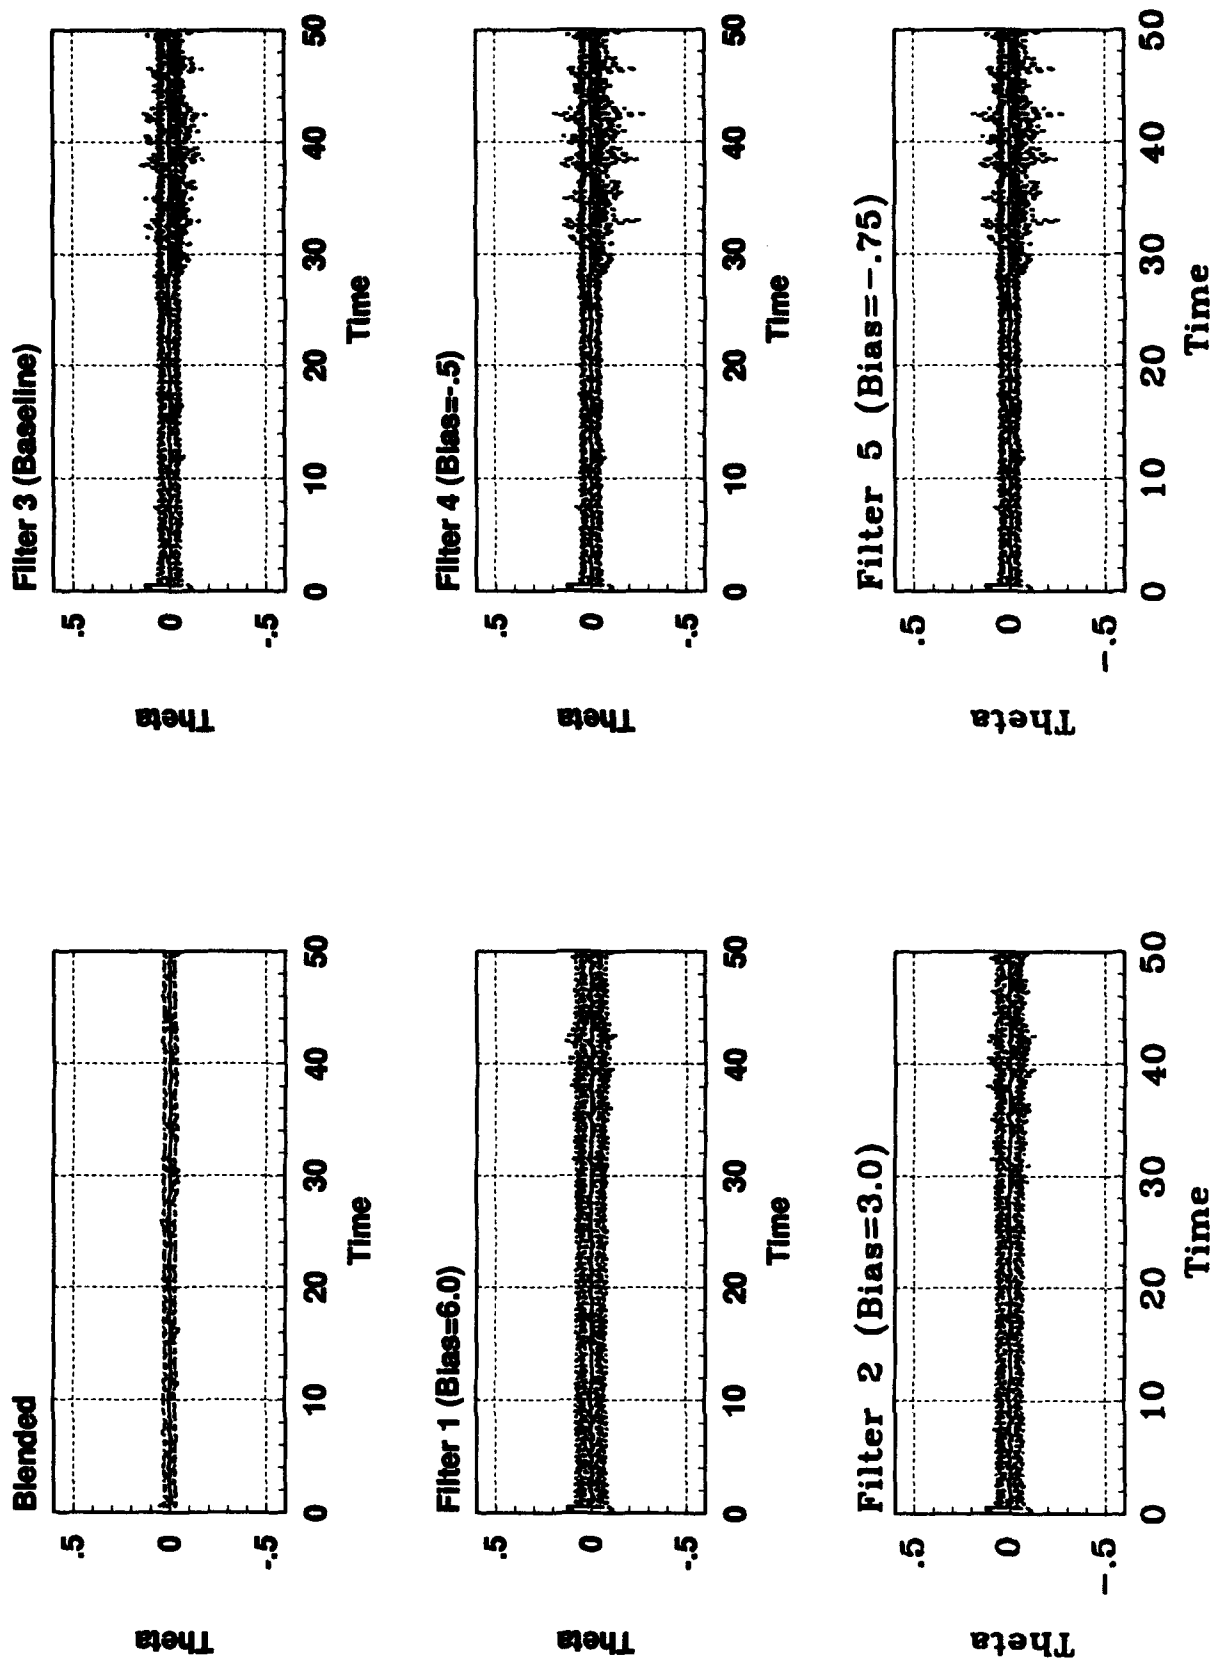 Blended
Theta
.5
0
-.5
0 10 20 30 40 50
Time
Filter 3 (Baseline)
Theta
.5
0
-.5
0 10 20 30 40 50
Time
Filter 1 (Bias=6.0)
Theta
.5
0
-.5
0 10 20 30 40 50
Time
Filter 4 (Bias=-.5)
Theta
.5
0
-.5
0 10 20 30 40 50
Time
Filter 2 (Bias=3.0)
Theta
.5
0
-.5
0 10 20 30 40 50
Time
Filter 5 (Bias=-.75)
Theta
.5
0
-.5
0 10 20 30 40 50
Time